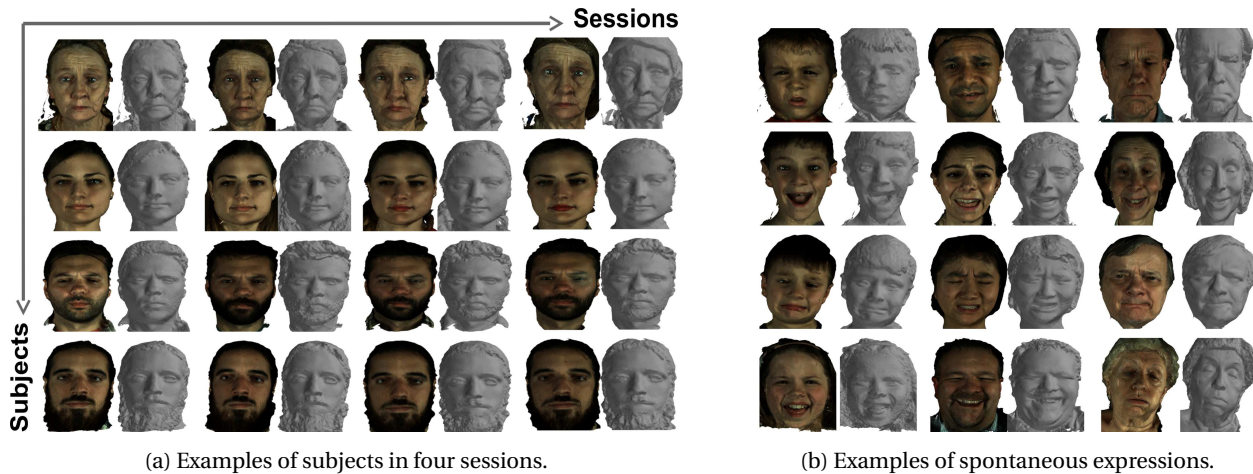 Sessions
Subjects
(a) Examples of subjects in four sessions.
(b) Examples of spontaneous expressions.